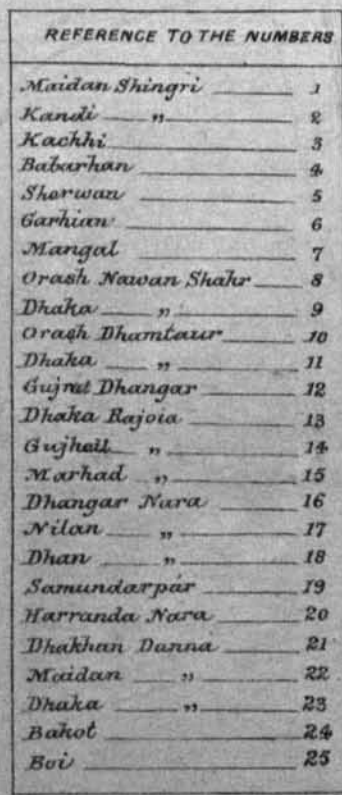 REFERENCE TO THE NUMBERS
Maidan Shingri 1
Kandi „ 2
Kachhi 3
Babarhan 4
Sherwan 5
Garhian 6
Mangal 7
Orash Nawan Shahr 8
Dhaka „ 9
Orash Dhamtaur 10
Dhaka „ 11
Gujrat Dhangar 12
Dhaka Rajoia 13
Gujhell „ 14
Marhad „ 15
Dhangar Nara 16
Nilan „ 17
Dhan „ 18
Samundarpár 19
Harranda Nara 20
Dhakhan Danná 21
Maidan „ 22
Dhaka „ 23
Bakot 24
Boi 25